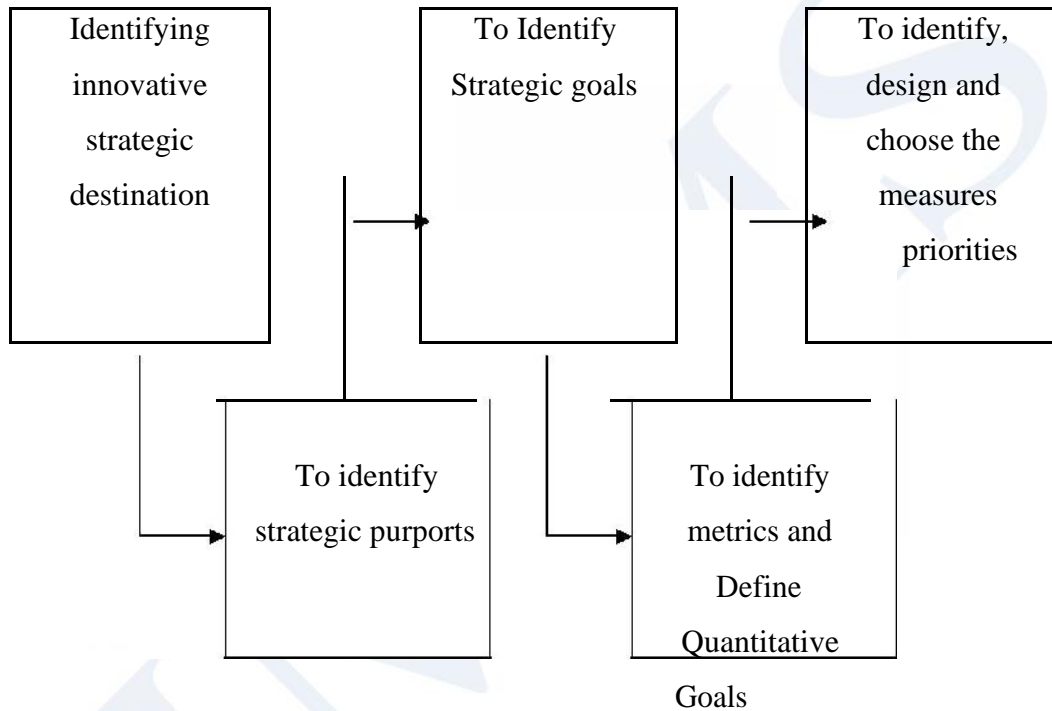 Identifying
innovative
strategic
destination
To Identify
Strategic goals
To identify,
design and
choose the
measures
priorities
To identify
strategic purports
To identify
metrics and
Define
Quantitative
Goals